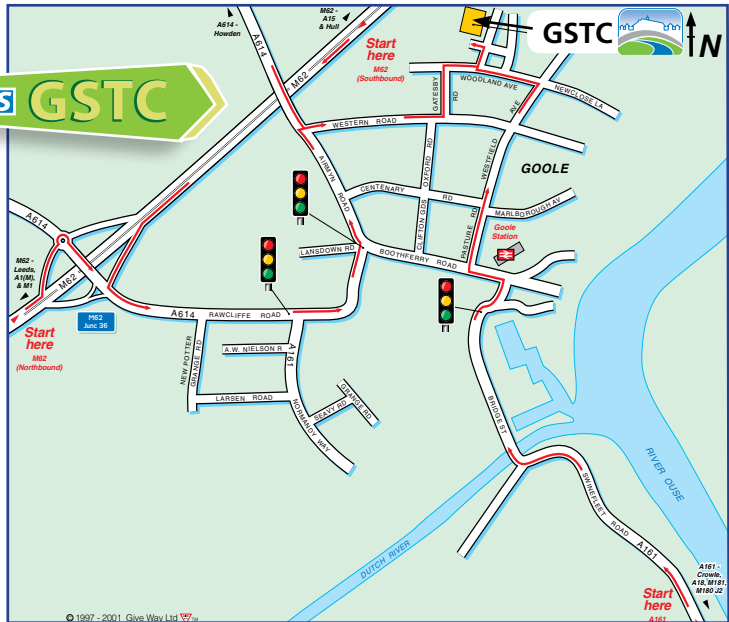 A614 -
Howden
M62 -
A15
& Hull
GSTC
N
Start
here
M62
(Southbound)
A614
M62
GSTC
WOODLAND AVE
NEWCLOSE LA
GATESBY
RD
AVE
WESTERN ROAD
AIRMYN
ROAD
OXFORD RD
WESTFIELD
GOOLE
CENTENARY
RD
MARLBOROUGH AV
CLIFTON GDS
PASTURE RD
Goole
Station
A614
LANSDOWN RD
BOOTHFERRY ROAD
M62 -
Leeds,
A1(M),
& M1
M62
A614
RAWCLIFFE ROAD
M62
Junc 36
Start
here
M62
(Northbound)
NEW POTTER
GRANGE RD
A.W. NIELSON R
A161
LARSEN ROAD
NORMANDY WAY
SEAVY RD
GRANGE RD
BRIDGE ST
RIVER OUSE
SWINEFLEET
ROAD
DUTCH RIVER
A161
A161 -
Crowle,
A18, M181,
M180 J2
Start
here
A161
© 1997 - 2001 Give Way Ltd TM